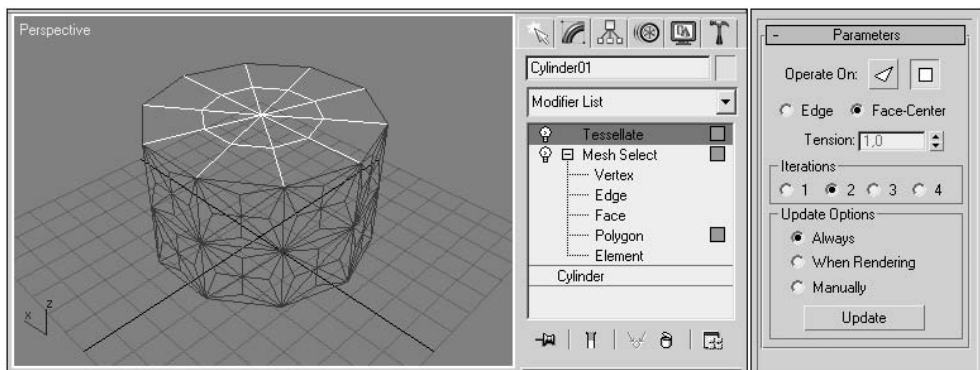 Perspective
z
x
Cylinder01
Modifier List
Tessellate
Mesh Select
Vertex
Edge
Face
Polygon
Element
Cylinder
- Parameters
Operate On:
Edge Face-Center
Tension: 1,0
Iterations
1 2 3 4
Update Options
Always
When Rendering
Manually
Update